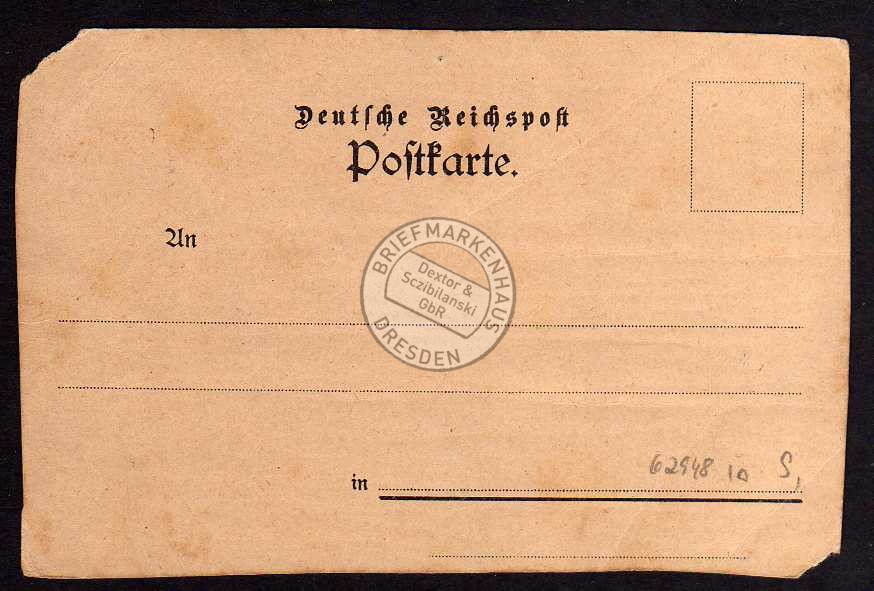 Deutſche Reichspoſt
Poſtkarte.
An
BRIEFMARKENHAUS
Dextor &
Sczibilanski
GbR
DRESDEN
62948 10 S,
in